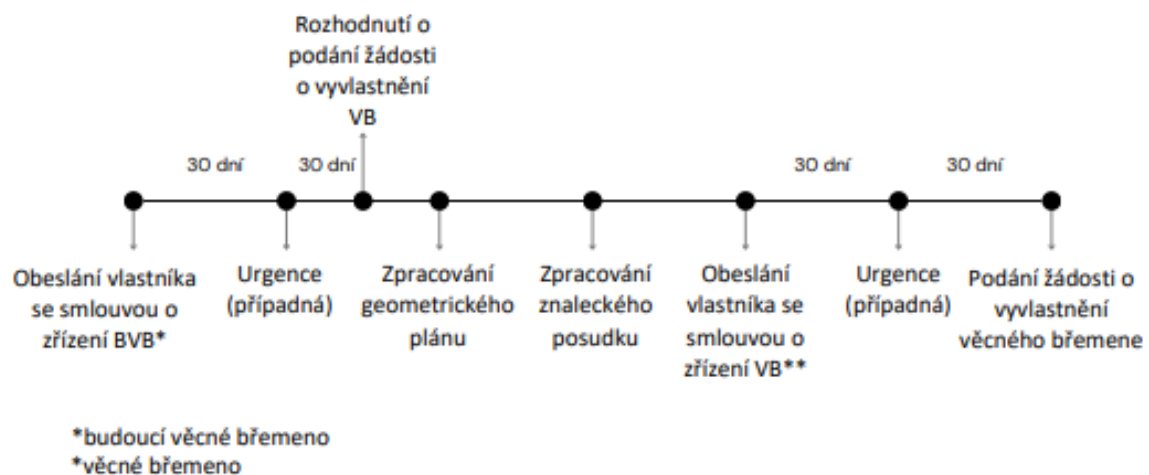 Rozhodnutí o
podání žádosti
o vyvlastnění
VB
30 dní
30 dní
30 dní
30 dní
Obeslání vlastníka
se smlouvou o
zřízení BVB*
Urgence
(případná)
Zpracování
geometrického
plánu
Zpracování
znaleckého
posudku
Obeslání
vlastníka se
smlouvou o
zřízení VB**
Urgence
(případná)
Podání žádosti o
vyvlastnění
věcného břemene
*budoucí věcné břemeno
*věcné břemeno